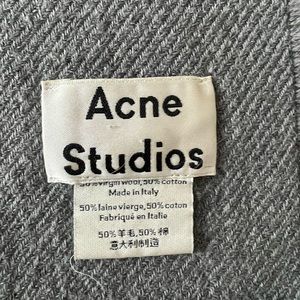 Acne
Studios
50% virgin wool, 50% cotton
Made in Italy
50% laine vierge, 50% coton
Fabriqué en Italie
50% 羊毛, 50% 棉
意大利制造